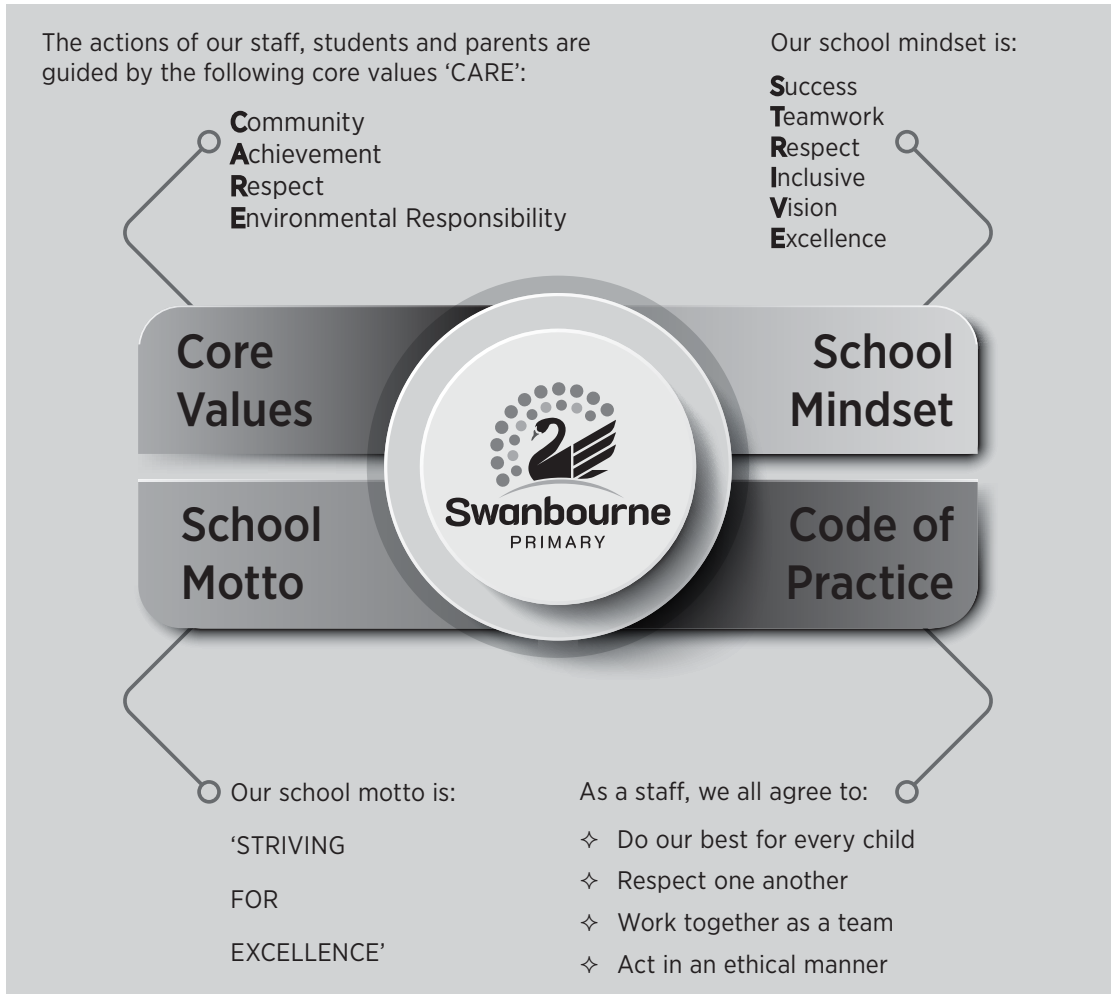 The actions of our staff, students and parents are
guided by the following core values ‘CARE’:
Community
Achievement
Respect
Environmental Responsibility
Our school mindset is:
Success
Teamwork
Respect
Inclusive
Vision
Excellence
Core
Values
School
Mindset
Swanbourne
PRIMARY
School
Motto
Code of
Practice
Our school motto is:
‘STRIVING
FOR
EXCELLENCE’
As a staff, we all agree to:
✧ Do our best for every child
✧ Respect one another
✧ Work together as a team
✧ Act in an ethical manner